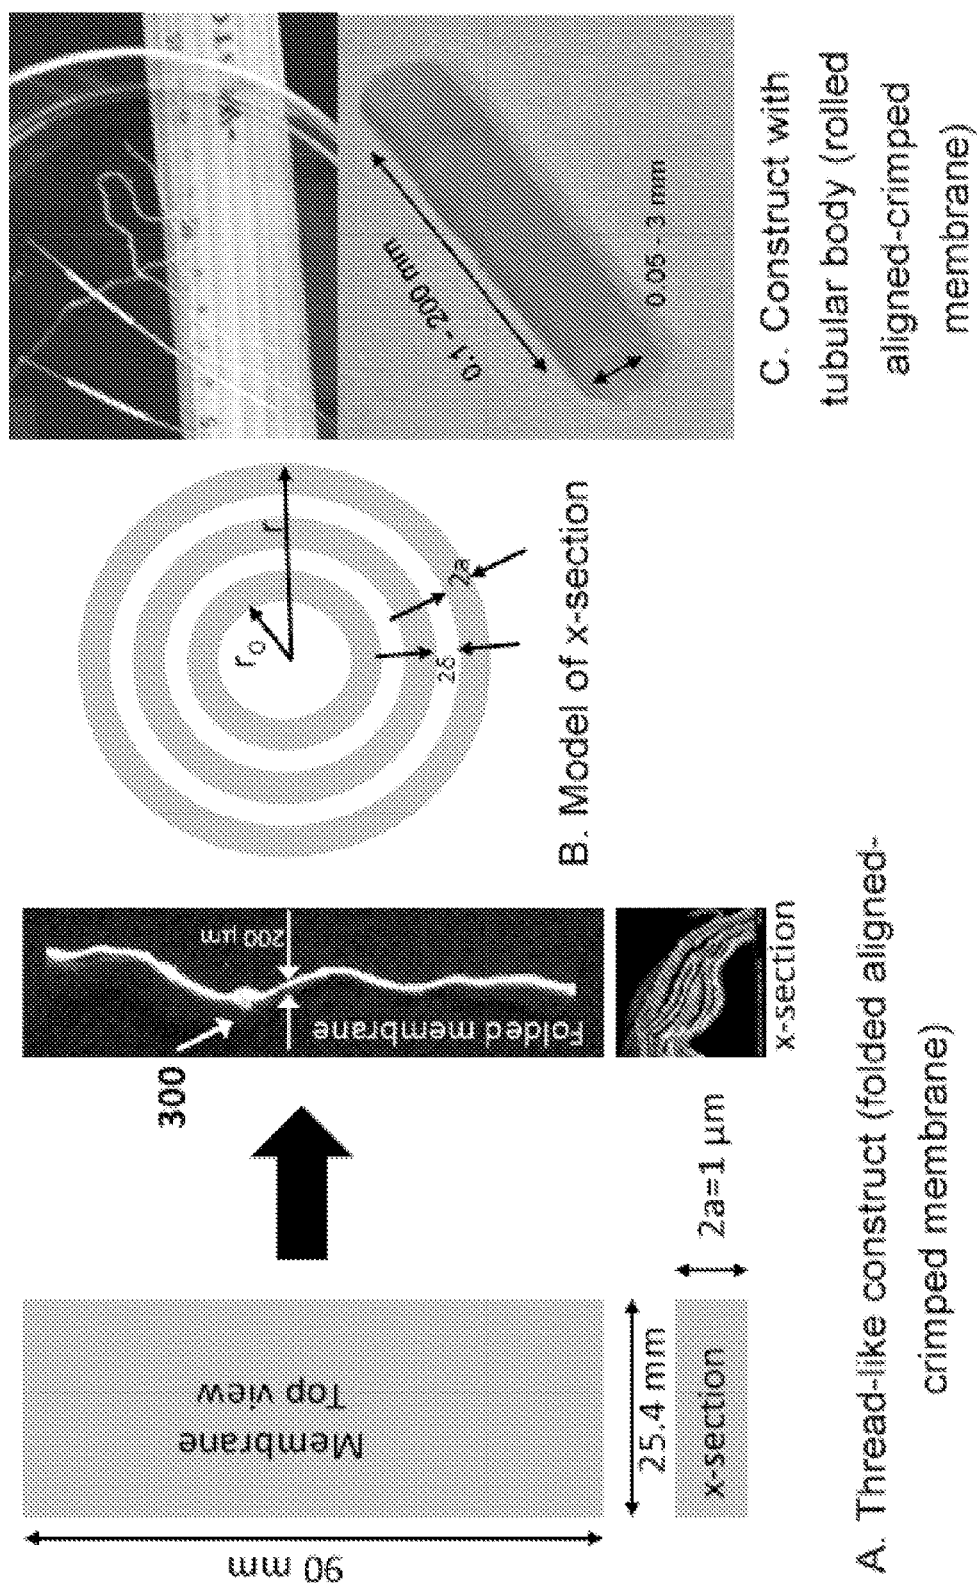 90 mm
Membrane
Top view
25.4 mm
x-section
2a=1 μm
300
Folded membrane
200 μm
x-section
A. Thread-like construct (folded aligned-
crimped membrane)
r₀
r
2δ
2a
B. Model of x-section
0.1 - 200 mm
0.05 - 3 mm
C. Construct with
tubular body (rolled
aligned-crimped
membrane)